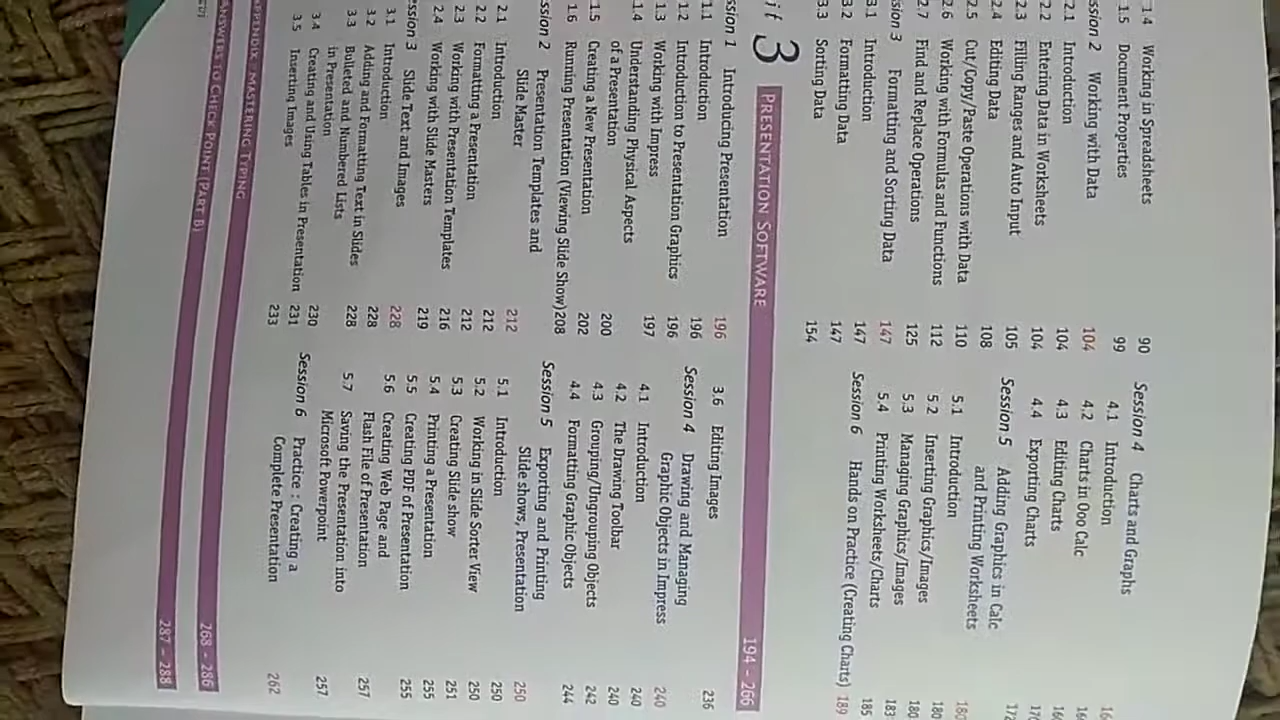 1.4 Working in Spreadsheets 90
1.5 Document Properties 99
ssion 2 Working with Data 104
2.1 Introduction 104
2.2 Entering Data in Worksheets 104
2.3 Filling Ranges and Auto Input 105
2.4 Editing Data 108
2.5 Cut/Copy/Paste Operations with Data 110
2.6 Working with Formulas and Functions 112
2.7 Find and Replace Operations 125
sion 3 Formatting and Sorting Data 147
3.1 Introduction 147
3.2 Formatting Data 147
3.3 Sorting Data 154
Session 4 Charts and Graphs
4.1 Introduction
4.2 Charts in Ooo Calc
4.3 Editing Charts
4.4 Exporting Charts
Session 5 Adding Graphics in Calc
and Printing Worksheets 180
5.1 Introduction 180
5.2 Inserting Graphics/Images 180
5.3 Managing Graphics/Images 183
5.4 Printing Worksheets/Charts 185
Session 6 Hands on Practice (Creating Charts) 189
it 3 PRESENTATION SOFTWARE 194 - 266
ssion 1 Introducing Presentation 196
1.1 Introduction 196
1.2 Introduction to Presentation Graphics 196
1.3 Working with Impress 197
1.4 Understanding Physical Aspects
of a Presentation 200
1.5 Creating a New Presentation 202
1.6 Running Presentation (Viewing Slide Show) 208
ssion 2 Presentation Templates and
Slide Master 212
2.1 Introduction 212
2.2 Formatting a Presentation 212
2.3 Working with Presentation Templates 216
2.4 Working with Slide Masters 219
ession 3 Slide Text and Images 228
3.1 Introduction 228
3.2 Adding and Formatting Text in Slides 228
3.3 Bulleted and Numbered Lists
in Presentation 230
3.4 Creating and Using Tables in Presentation 231
3.5 Inserting Images 233
3.6 Editing Images 236
Session 4 Drawing and Managing
Graphic Objects in Impress 240
4.1 Introduction 240
4.2 The Drawing Toolbar 240
4.3 Grouping/Ungrouping Objects 242
4.4 Formatting Graphic Objects 244
Session 5 Exporting and Printing
Slide shows, Presentation 250
5.1 Introduction 250
5.2 Working in Slide Sorter View 250
5.3 Creating Slide show 251
5.4 Printing a Presentation 255
5.5 Creating PDF of Presentation 255
5.6 Creating Web Page and
Flash File of Presentation 257
5.7 Saving the Presentation into
Microsoft Powerpoint 257
Session 6 Practice : Creating a
Complete Presentation 262
APPENDIX : MASTERING TYPING
ANSWERS TO CHECK POINT (PART B) 268 - 286
287 - 288